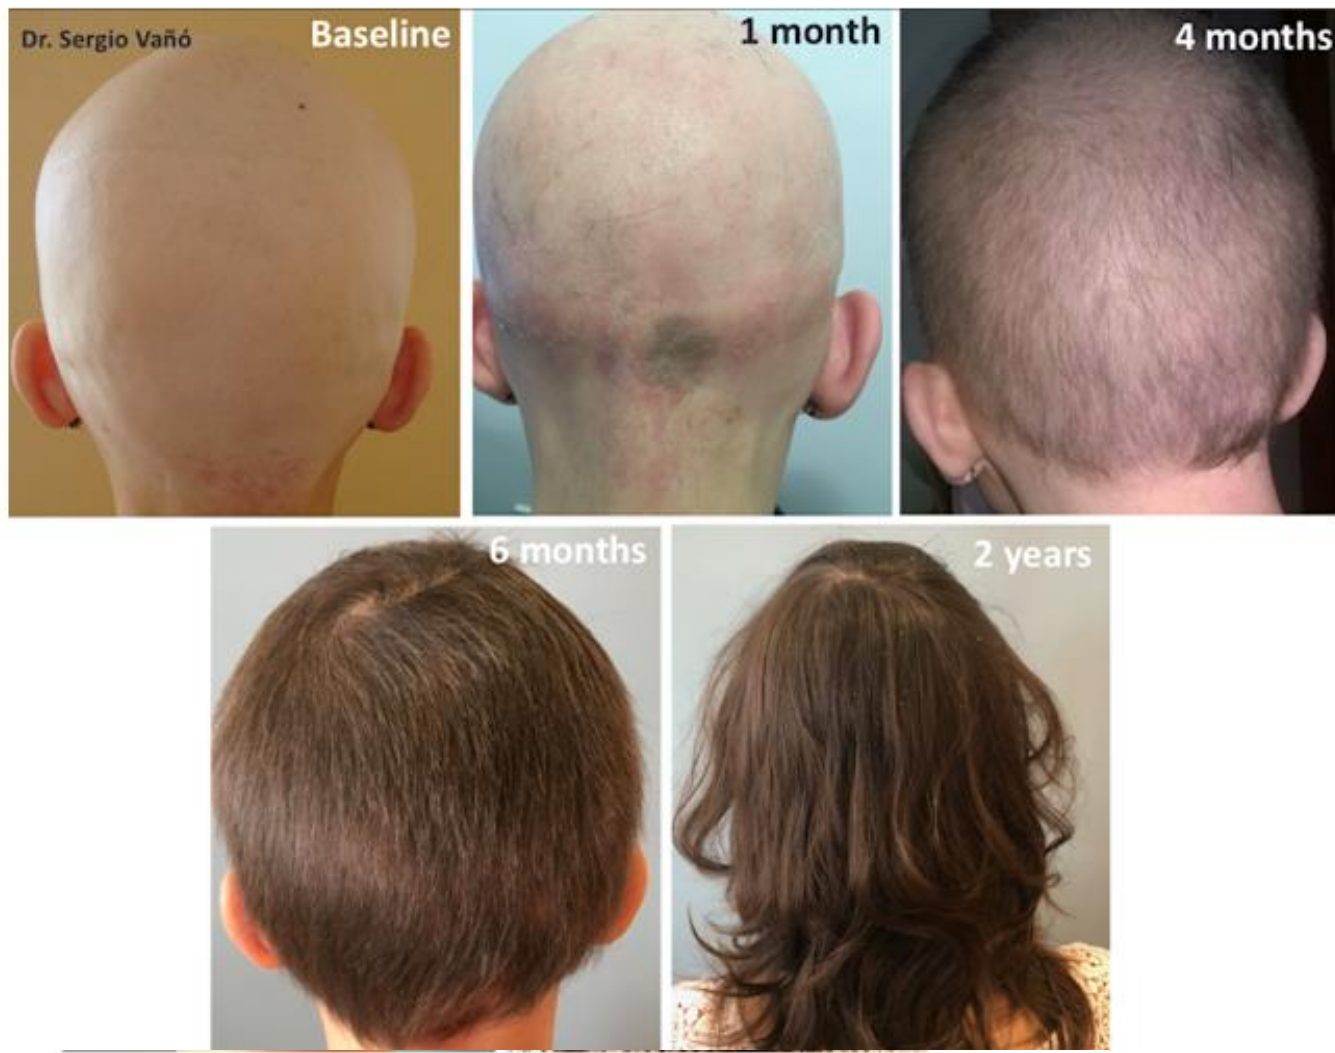 Dr. Sergio Vañó
Baseline
1 month
4 months
6 months
2 years